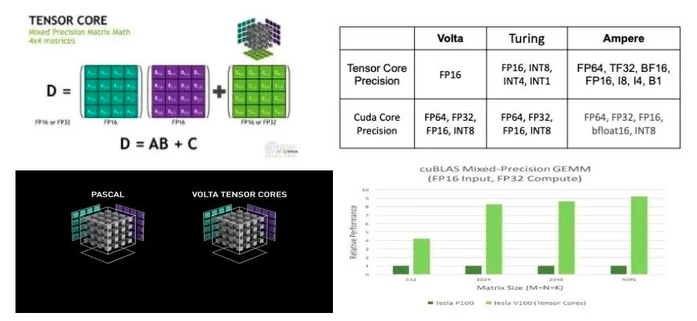 TENSOR CORE
Mixed Precision Matrix Math
4x4 matrices
D =
FP16 or FP32
FP16
FP16
FP16 or FP32
D = AB + C
Volta
Turing
Ampere
Tensor Core Precision
FP16
FP16, INT8, INT4, INT1
FP64, TF32, BF16, FP16, I8, I4, B1
Cuda Core Precision
FP64, FP32, FP16, INT8
FP64, FP32, FP16, INT8
FP64, FP32, FP16, bfloat16, INT8
PASCAL
VOLTA TENSOR CORES
cuBLAS Mixed-Precision GEMM
(FP16 Input, FP32 Compute)
Relative Performance
10
9
8
7
6
5
4
3
2
1
0
512
1024
2048
4096
Matrix Size (M=N=K)
Tesla P100
Tesla V100 (Tensor Cores)